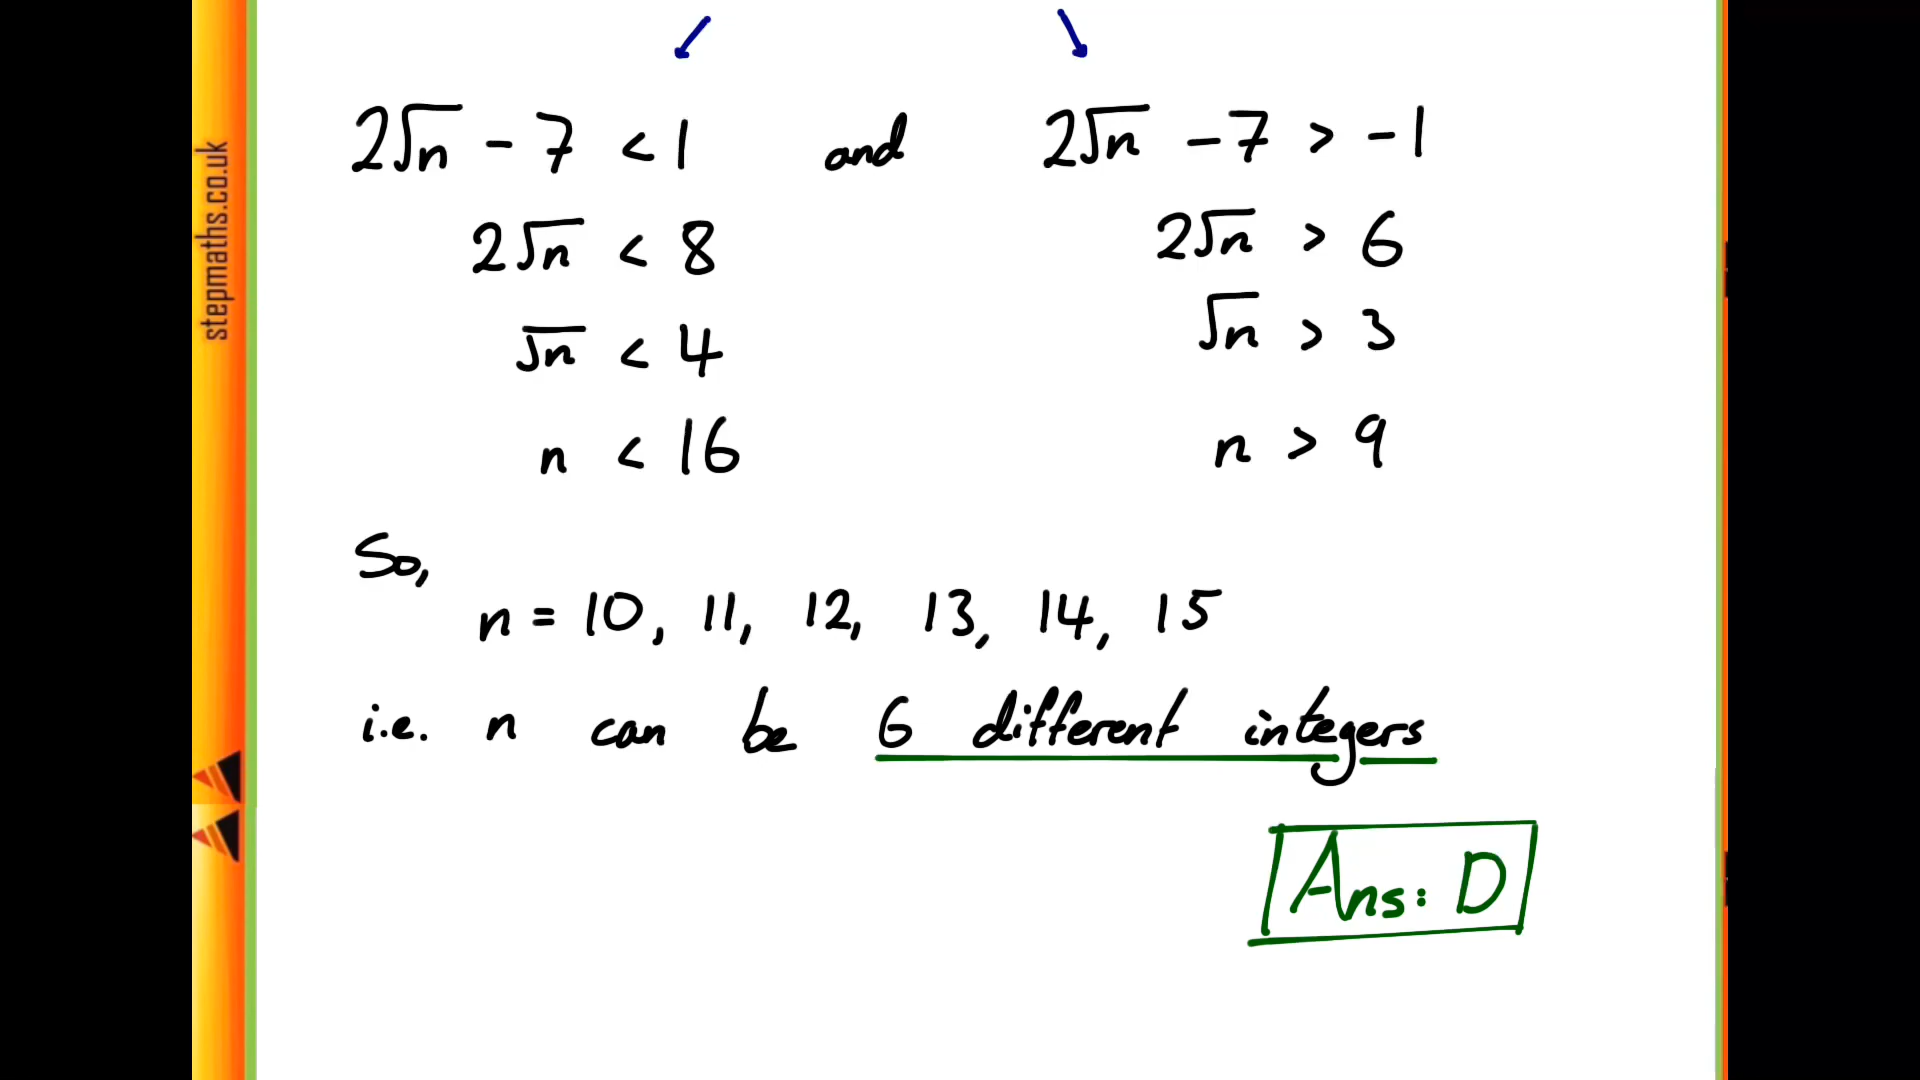 stepmaths.co.uk
2√n - 7 < 1 and 2√n - 7 > -1
2√n < 8 2√n > 6
√n < 4 √n > 3
n < 16 n > 9
So,
n = 10, 11, 12, 13, 14, 15
i.e. n can be 6 different integers
Ans: D